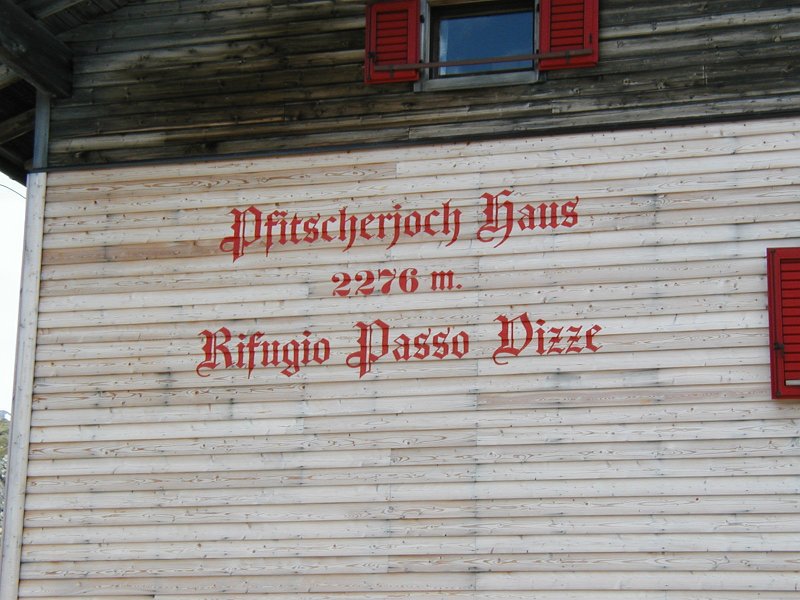 Pfitscherjoch Haus
2276 m.
Rifugio Passo Vizze